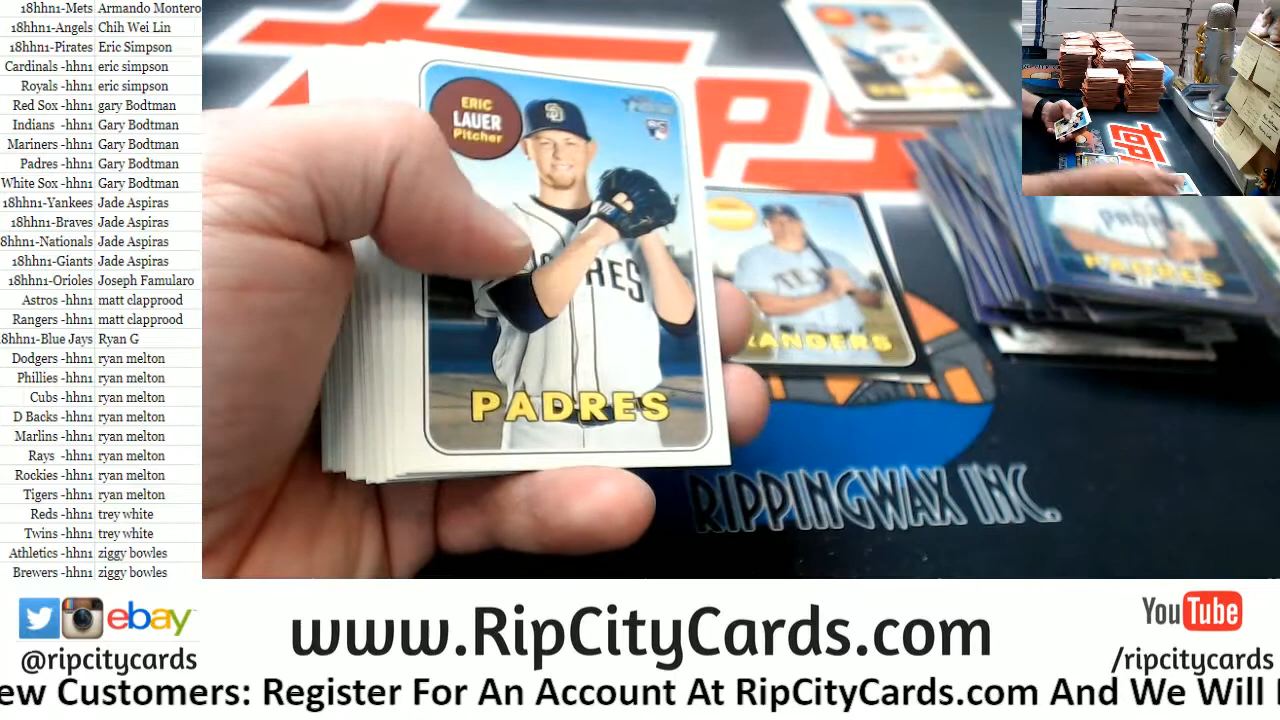 18hhn1-Mets Armando Montero
18hhn1-Angels Chih Wei Lin
18hhn1-Pirates Eric Simpson
Cardinals -hhn1 eric simpson
Royals -hhn1 eric simpson
Red Sox -hhn1 gary Bodtman
Indians -hhn1 Gary Bodtman
Mariners -hhn1 Gary Bodtman
Padres -hhn1 Gary Bodtman
White Sox -hhn1 Gary Bodtman
18hhn1-Yankees Jade Aspiras
18hhn1-Braves Jade Aspiras
8hhn1-Nationals Jade Aspiras
18hhn1-Giants Jade Aspiras
18hhn1-Orioles Joseph Famularo
Astros -hhn1 matt clapprood
Rangers -hhn1 matt clapprood
8hhn1-Blue Jays Ryan G
Dodgers -hhn1 ryan melton
Phillies -hhn1 ryan melton
Cubs -hhn1 ryan melton
D Backs -hhn1 ryan melton
Marlins -hhn1 ryan melton
Rays -hhn1 ryan melton
Rockies -hhn1 ryan melton
Tigers -hhn1 ryan melton
Reds -hhn1 trey white
Twins -hhn1 trey white
Athletics -hhn1 ziggy bowles
Brewers -hhn1 ziggy bowles
ERIC
LAUER
Pitcher
RC
PADRES
PADRES
RANGERS
PADRES
RIPPINGWAX INC.
ebay
@ripcitycards
www.RipCityCards.com
YouTube
/ripcitycards
ew Customers: Register For An Account At RipCityCards.com And We Will